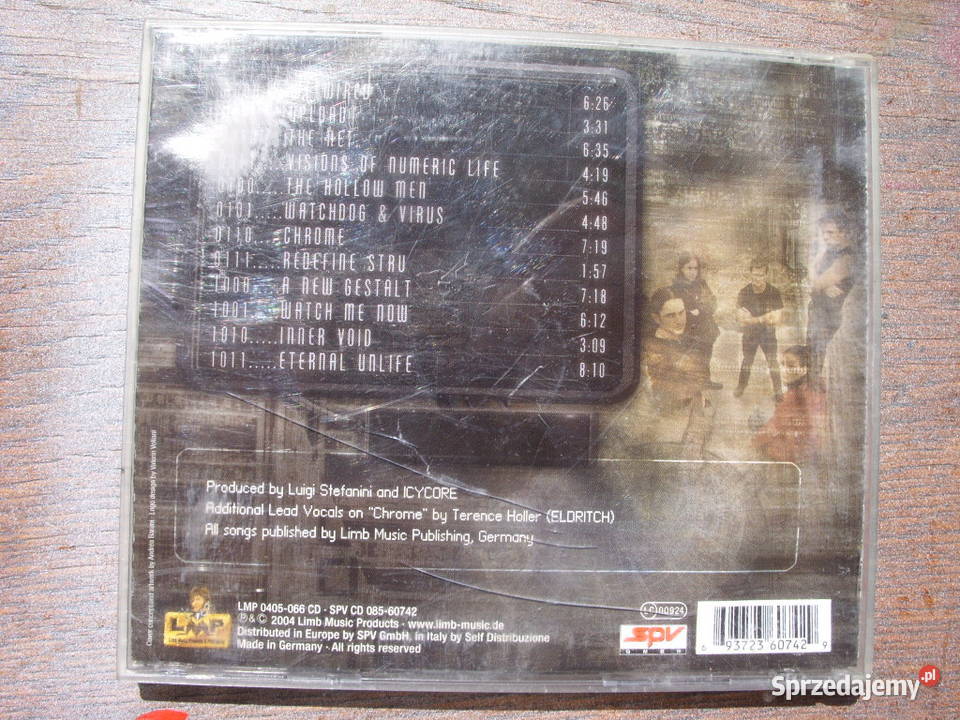 6:26
3:31
THE NET 6:35
VISIONS OF NUMERIC LIFE 4:19
THE HOLLOW MEN 5:46
0101.....WATCHDOG & VIRUS 4:48
0110.....CHROME 7:19
0111.....REDEFINE STRU 1:57
1000.....A NEW GESTALT 7:18
1001.....WATCH ME NOW 6:12
1010.....INNER VOID 3:09
1011.....ETERNAL UNLIFE 8:10
Produced by Luigi Stefanini and ICYCORE
Additional Lead Vocals on "Chrome" by Terence Holler (ELDRITCH)
All songs published by Limb Music Publishing, Germany
LMP
LMP 0405-066 CD · SPV CD 085-60742
℗ & © 2004 Limb Music Products · www.limb-music.de
Distributed in Europe by SPV GmbH, in Italy by Self Distribuzione
Made in Germany · All rights reserved
LC 00924
SPV
6 93723 60742 9
Sprzedajemy.pl